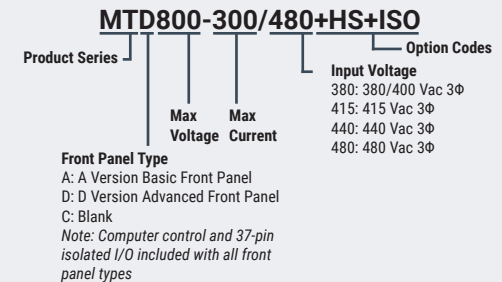 MTD800-300/480+HS+ISO
Product Series
Option Codes
Input Voltage
380: 380/400 Vac 3Φ
415: 415 Vac 3Φ
440: 440 Vac 3Φ
480: 480 Vac 3Φ
Max
Voltage
Max
Current
Front Panel Type
A: A Version Basic Front Panel
D: D Version Advanced Front Panel
C: Blank
Note: Computer control and 37-pin
isolated I/O included with all front
panel types